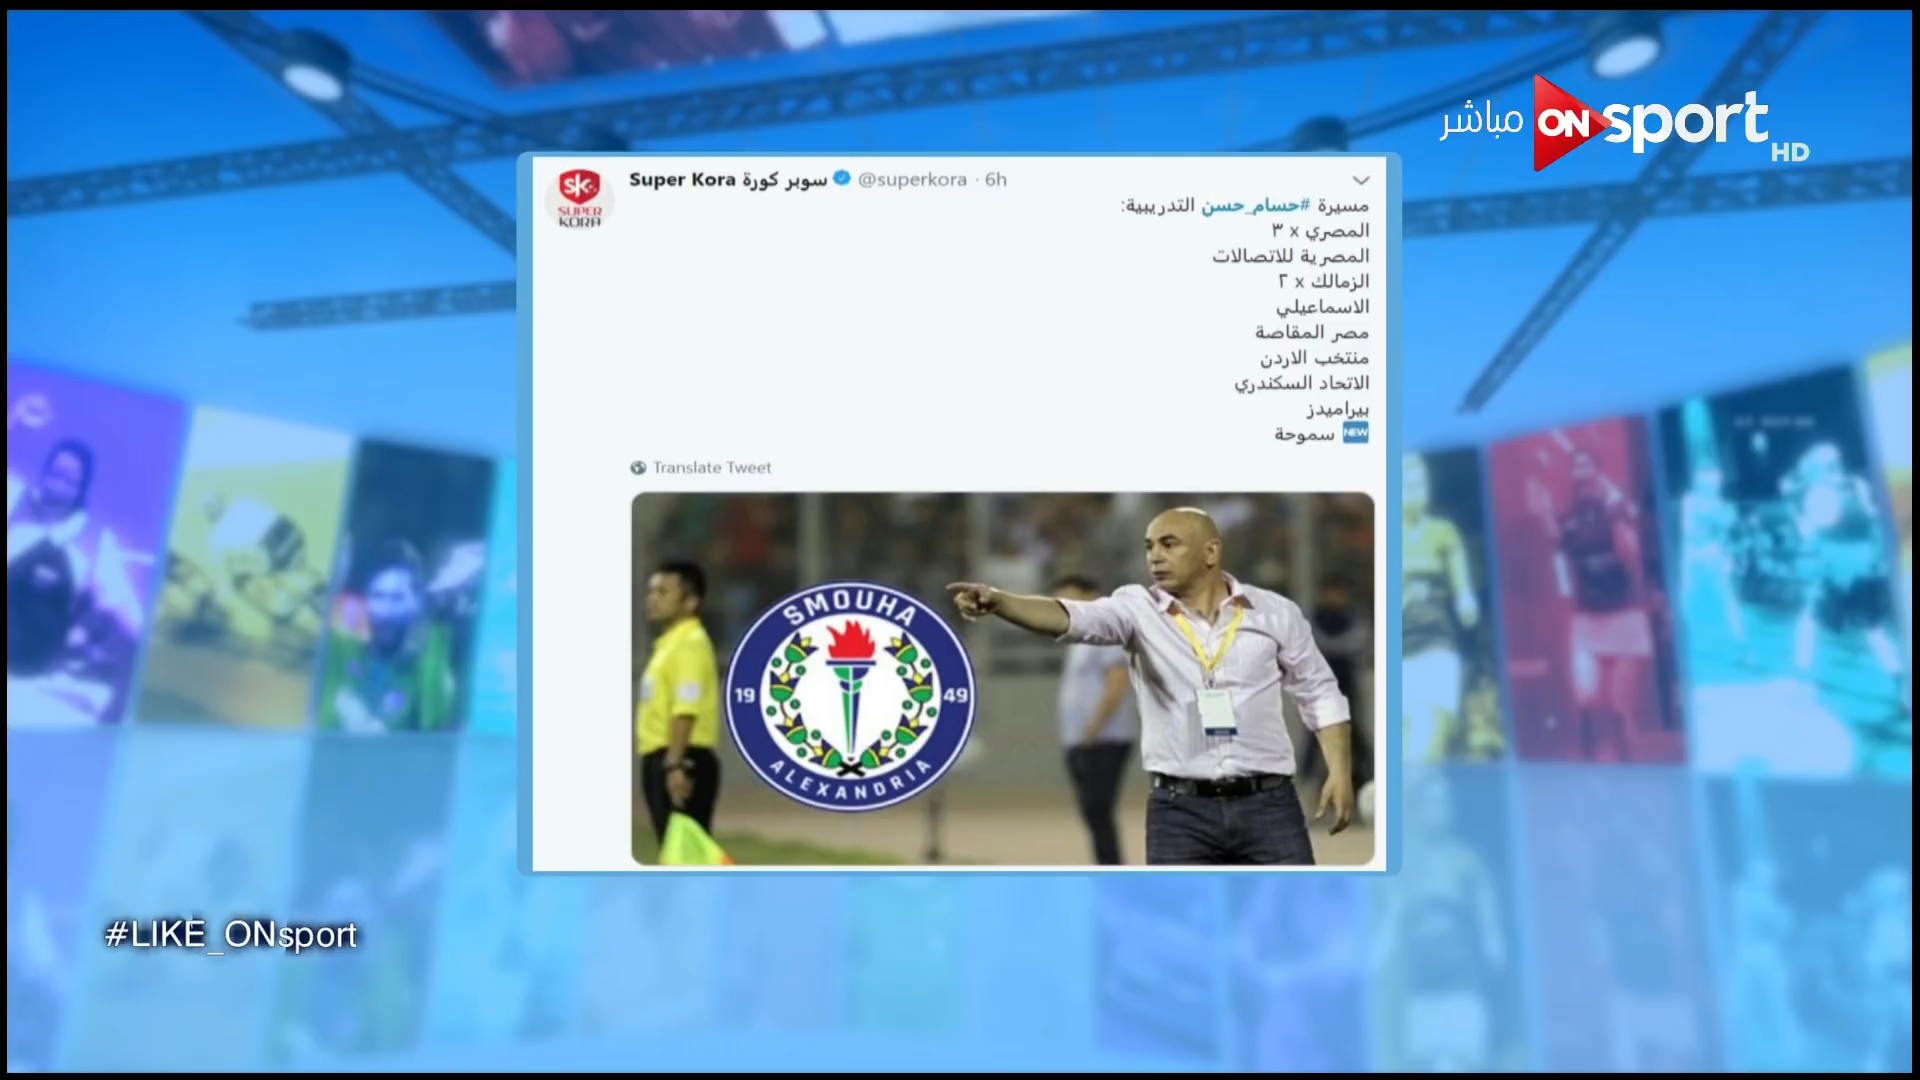 مباشر ON sport HD
SK SUPER KORA
Super Kora سوبر كورة @superkora · 6h
مسيرة #حسام_حسن التدريبية:
المصري x ٣
المصرية للاتصالات
الزمالك x ٢
الاسماعيلي
مصر المقاصة
منتخب الاردن
الاتحاد السكندري
بيراميدز
NEW سموحة
Translate Tweet
SMOUHA
19 49
ALEXANDRIA
#LIKE_ONsport